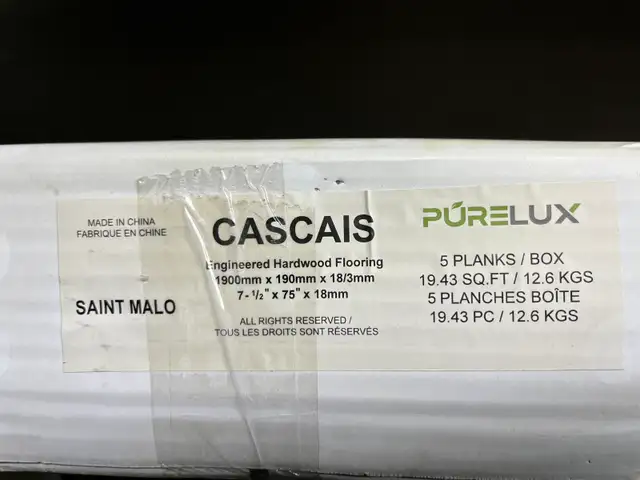 MADE IN CHINA
FABRIQUE EN CHINE
SAINT MALO
CASCAIS
Engineered Hardwood Flooring
1900mm x 190mm x 18/3mm
7-1/2" x 75" x 18mm
ALL RIGHTS RESERVED /
TOUS LES DROITS SONT RÉSERVÉS
PÚRELUX
5 PLANKS / BOX
19.43 SQ.FT / 12.6 KGS
5 PLANCHES BOÎTE
19.43 PC / 12.6 KGS